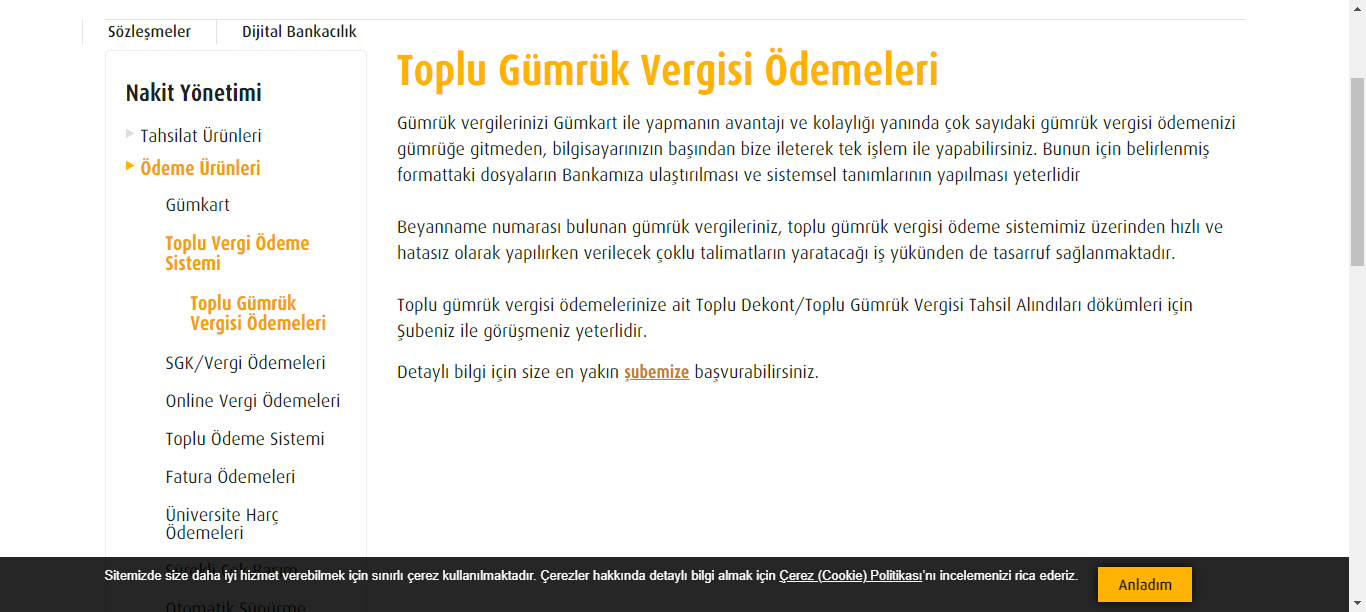 Sözleşmeler
Dijital Bankacılık
Nakit Yönetimi
Tahsilat Ürünleri
Ödeme Ürünleri
Gümkart
Toplu Vergi Ödeme
Sistemi
Toplu Gümrük
Vergisi Ödemeleri
SGK/Vergi Ödemeleri
Online Vergi Ödemeleri
Toplu Ödeme Sistemi
Fatura Ödemeleri
Üniversite Harç
Ödemeleri
Toplu Gümrük Vergisi Ödemeleri
Gümrük vergilerinizi Gümkart ile yapmanın avantajı ve kolaylığı yanında çok sayıdaki gümrük vergisi ödemenizi
gümrüğe gitmeden, bilgisayarınızın başından bize ileterek tek işlem ile yapabilirsiniz. Bunun için belirlenmiş
formattaki dosyaların Bankamıza ulaştırılması ve sistemsel tanımlarının yapılması yeterlidir
Beyanname numarası bulunan gümrük vergileriniz, toplu gümrük vergisi ödeme sistemimiz üzerinden hızlı ve
hatasız olarak yapılırken verilecek çoklu talimatların yaratacağı iş yükünden de tasarruf sağlanmaktadır.
Toplu gümrük vergisi ödemelerinize ait Toplu Dekont/Toplu Gümrük Vergisi Tahsil Alındıları dökümleri için
Şubeniz ile görüşmeniz yeterlidir.
Detaylı bilgi için size en yakın şubemize başvurabilirsiniz.
Sitemizde size daha iyi hizmet verebilmek için sınırlı çerez kullanılmaktadır. Çerezler hakkında detaylı bilgi almak için Çerez (Cookie) Politikası'nı incelemenizi rica ederiz.
Anladım
Otomatik Süpürme